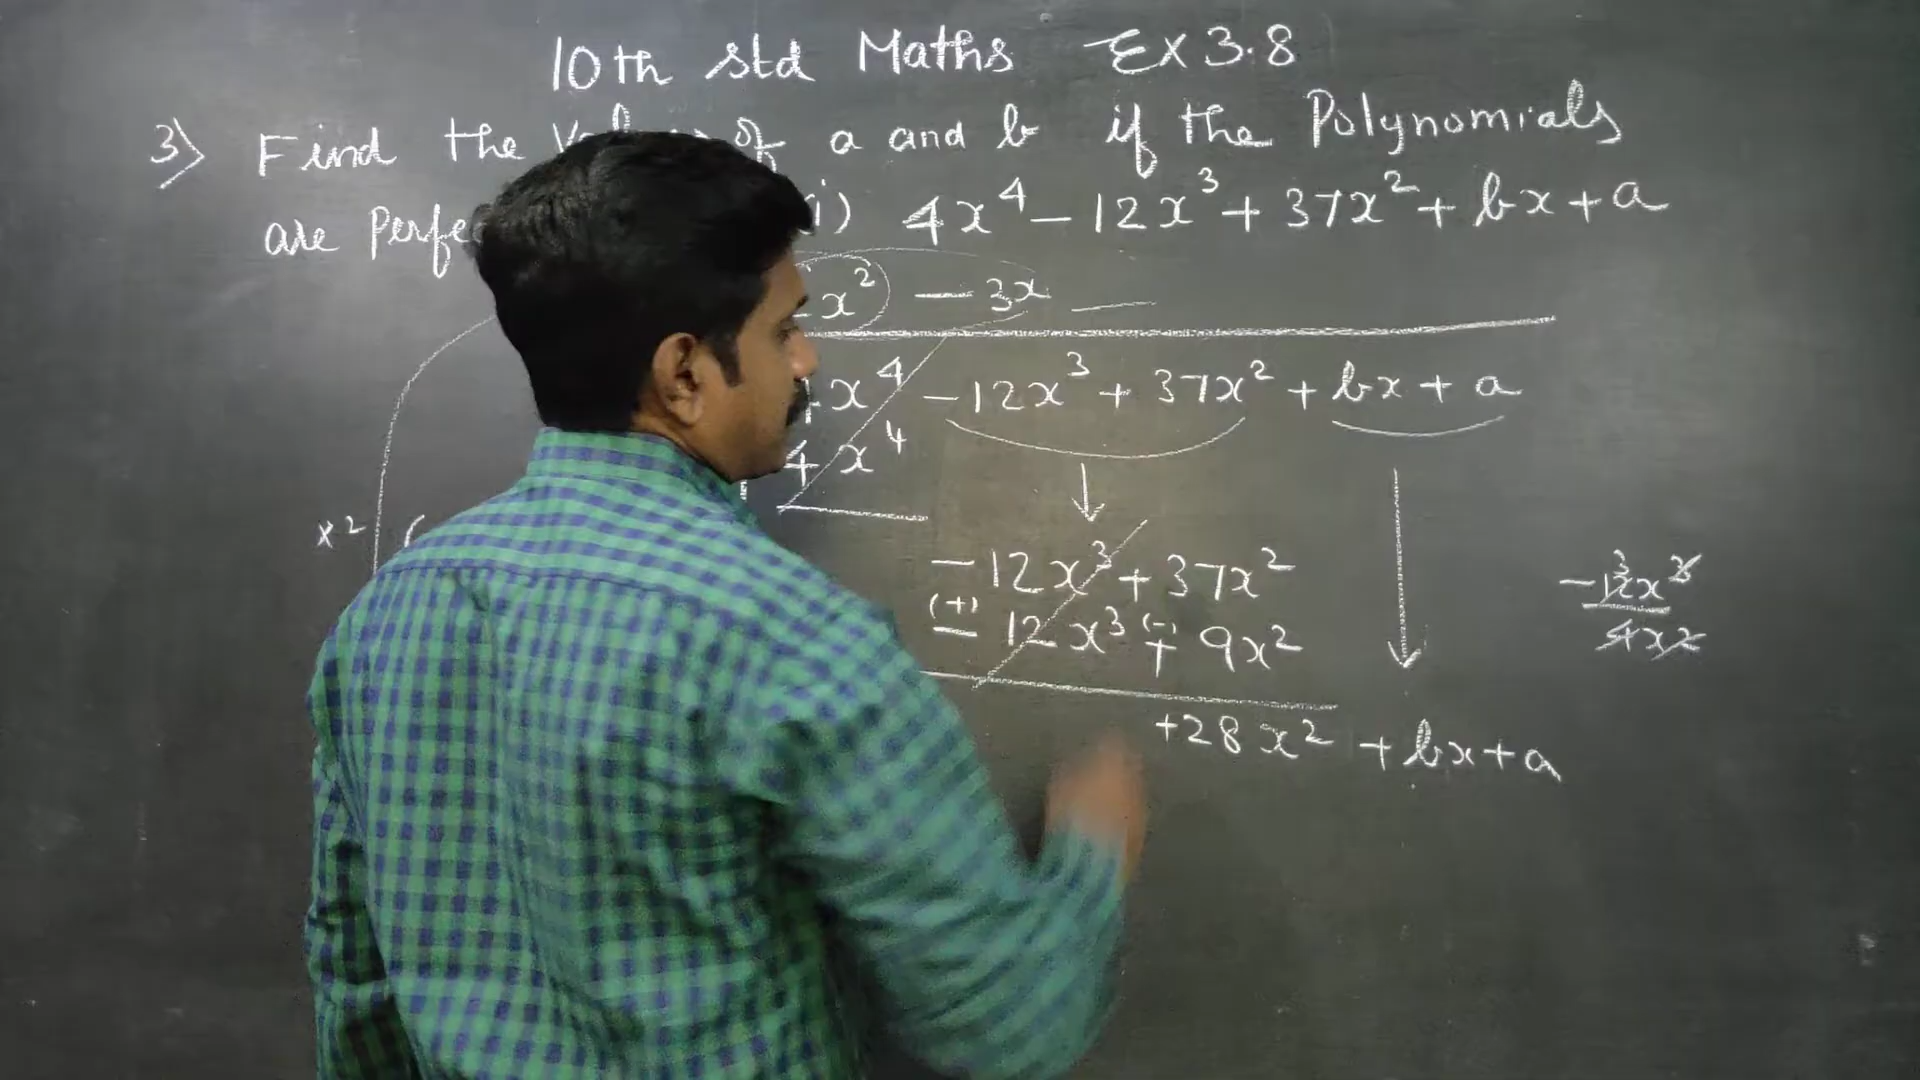 10th std Maths Ex 3.8
3) Find the of a and b if the Polynomials
are i) 4x⁴ - 12x³ + 37x² + bx + a
x² - 3x
x⁴ - 12x³ + 37x² + bx + a
4x⁴
x²
-12x³ + 37x²
(+) (-)
- 12x³ + 9x²
-12x³
3
4x²
+28x² + bx + a